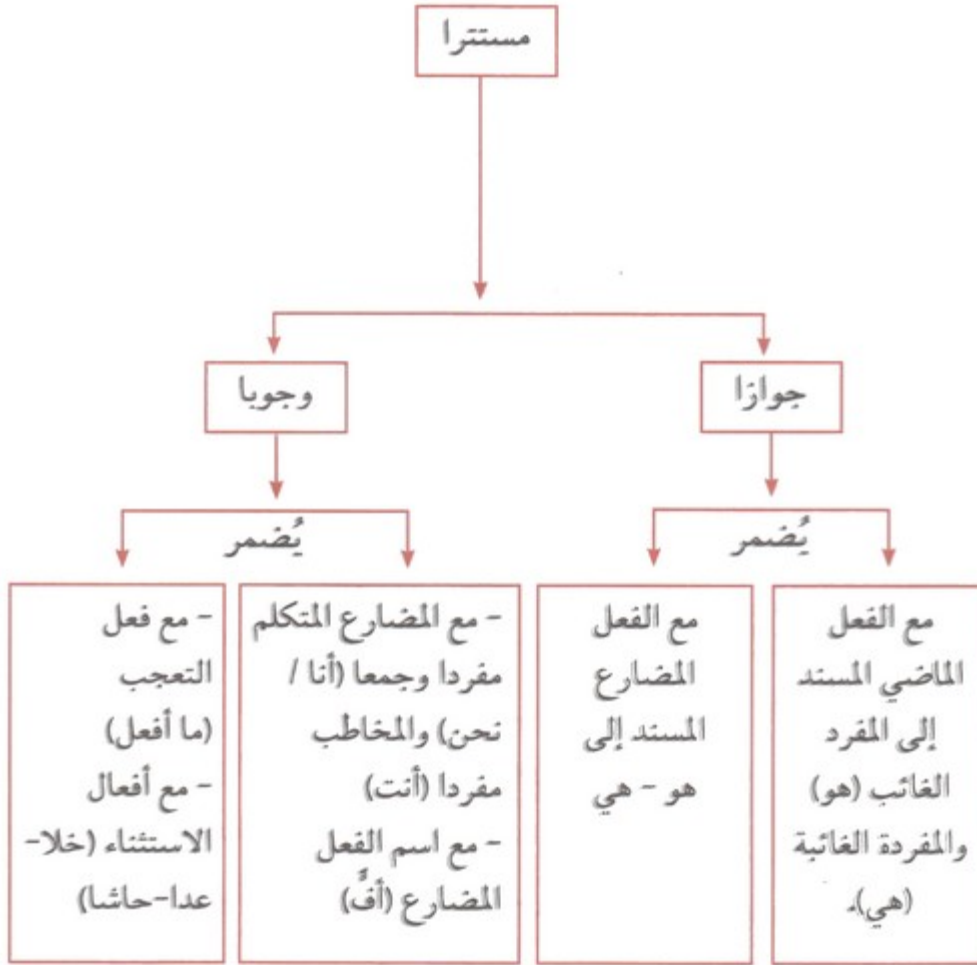 مستترا
جوازا
وجوبا
يُضمر
يُضمر
مع الفعل
الماضي المسند
إلى المفرد
الغائب (هو)
والمفردة الغائبة
(هي).
مع الفعل
المضارع
المسند إلى
هو - هي
- مع المضارع المتكلم
مفردا وجمعا (أنا /
نحن) والمخاطب
مفردا (أنت)
- مع اسم الفعل
المضارع (أفٌّ)
- مع فعل
التعجب
(ما أفعل)
- مع أفعال
الاستثناء (خلا-
عدا-حاشا)